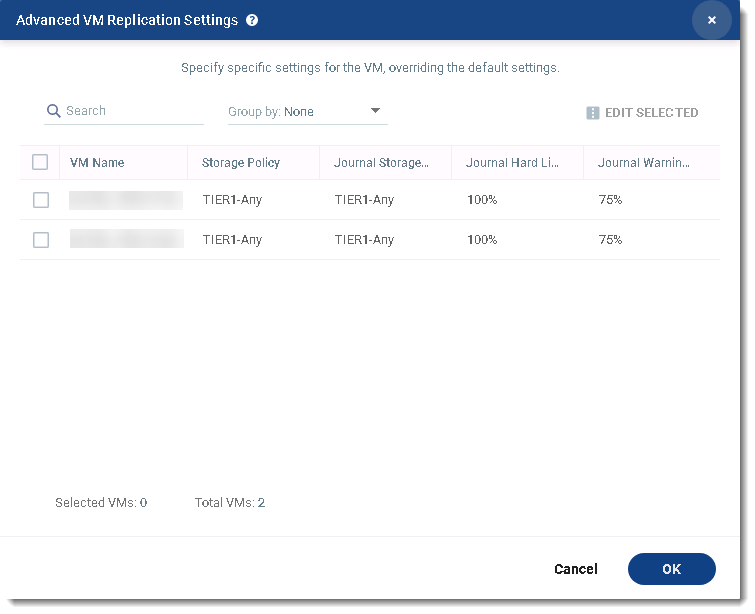 Advanced VM Replication Settings ?
Specify specific settings for the VM, overriding the default settings.
Search
Group by: None
EDIT SELECTED
VM Name Storage Policy Journal Storage... Journal Hard Li... Journal Warnin...
TIER1-Any TIER1-Any 100% 75%
TIER1-Any TIER1-Any 100% 75%
Selected VMs: 0 Total VMs: 2
Cancel OK